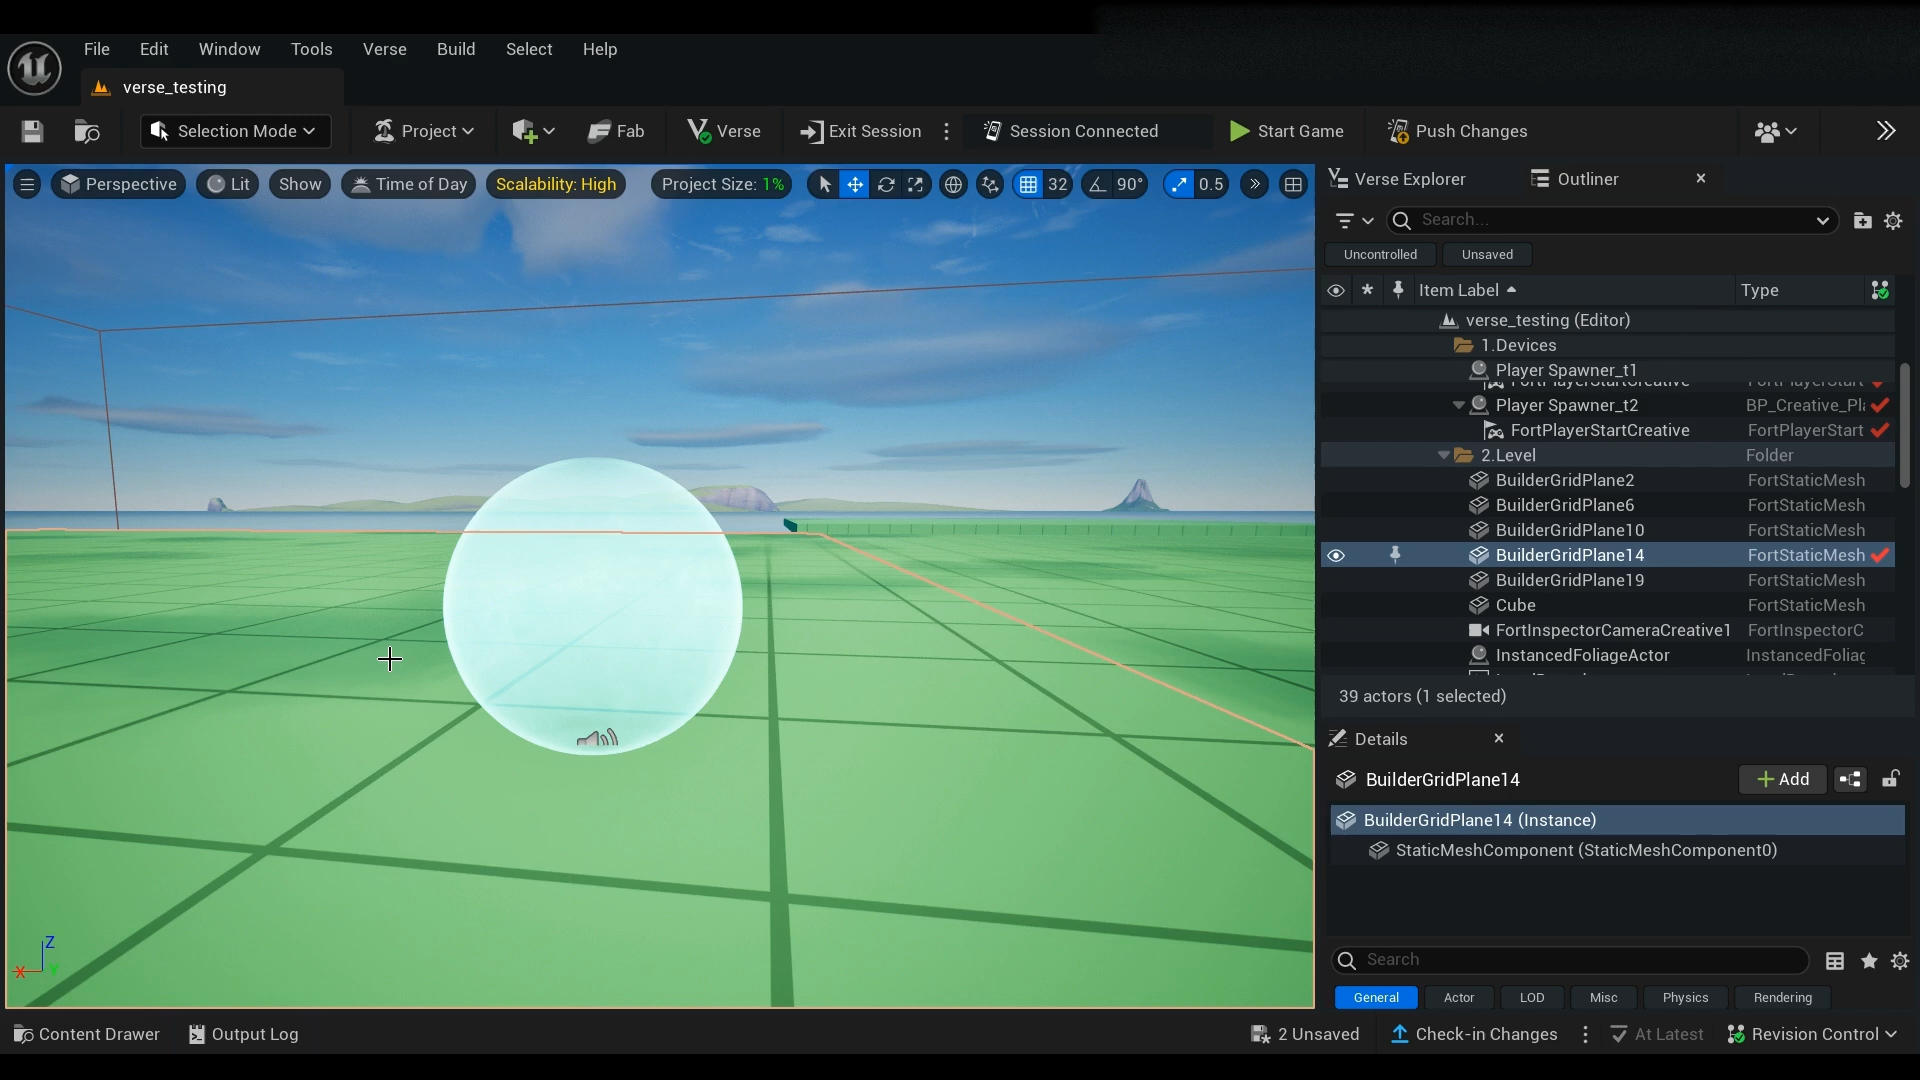 File Edit Window Tools Verse Build Select Help
verse_testing
Selection Mode Project Fab Verse Exit Session Session Connected Start Game Push Changes
Perspective Lit Show Time of Day Scalability: High Project Size: 1% 32 90° 0.5
Verse Explorer Outliner
Search...
Uncontrolled Unsaved
Item Label Type
verse_testing (Editor)
1.Devices
Player Spawner_t1
FortPlayerStartCreative FortPlayerStart
Player Spawner_t2 BP_Creative_Pla
FortPlayerStartCreative FortPlayerStart
2.Level Folder
BuilderGridPlane2 FortStaticMesh
BuilderGridPlane6 FortStaticMesh
BuilderGridPlane10 FortStaticMesh
BuilderGridPlane14 FortStaticMesh
BuilderGridPlane19 FortStaticMesh
Cube FortStaticMesh
FortInspectorCameraCreative1 FortInspectorC
InstancedFoliageActor InstancedFoliag
39 actors (1 selected)
Details
BuilderGridPlane14 Add
BuilderGridPlane14 (Instance)
StaticMeshComponent (StaticMeshComponent0)
Search
General Actor LOD Misc Physics Rendering
Z
X Y
Content Drawer Output Log 2 Unsaved Check-in Changes At Latest Revision Control